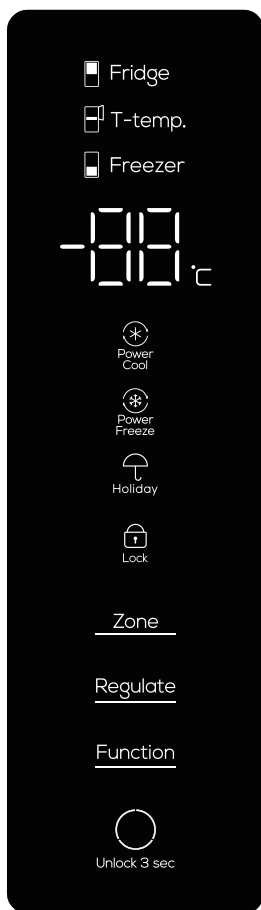 Fridge
T-temp.
Freezer
-88 °C
Power
Cool
Power
Freeze
Holiday
Lock
Zone
Regulate
Function
Unlock 3 sec